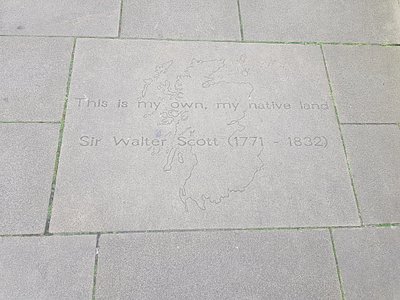 This is my own, my native land
Sir Walter Scott (1771 - 1832)